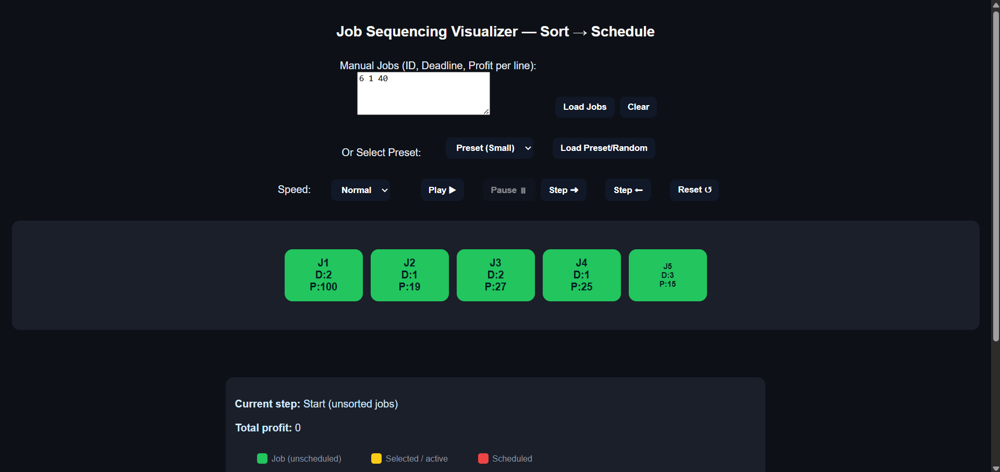 Job Sequencing Visualizer — Sort → Schedule
Manual Jobs (ID, Deadline, Profit per line):
6 1 40
Load Jobs
Clear
Or Select Preset:
Preset (Small)
Load Preset/Random
Speed:
Normal
Play ▶
Pause ⏸
Step ➜
Step ←
Reset ↺
J1
D:2
P:100
J2
D:1
P:19
J3
D:2
P:27
J4
D:1
P:25
J5
D:3
P:15
Current step: Start (unsorted jobs)
Total profit: 0
Job (unscheduled)
Selected / active
Scheduled